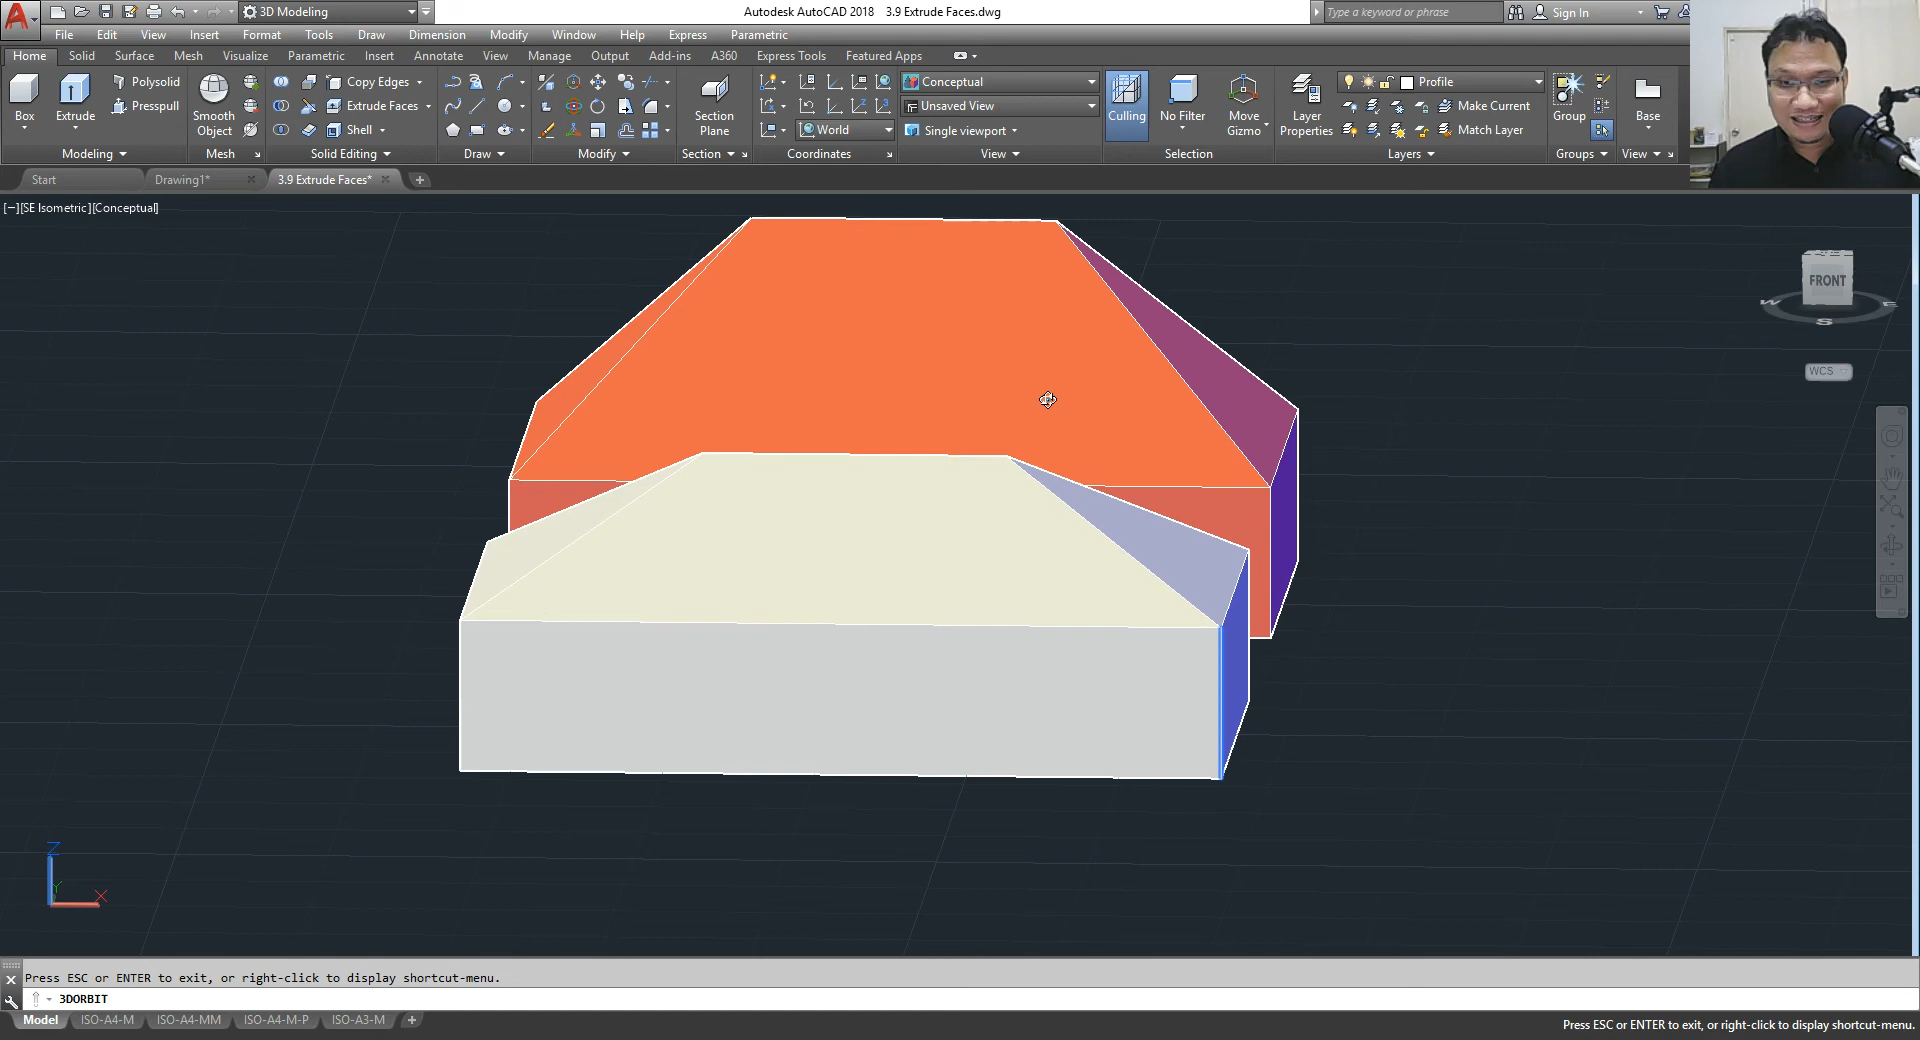 3D Modeling
Autodesk AutoCAD 2018 3.9 Extrude Faces.dwg
Type a keyword or phrase
Sign In
File Edit View Insert Format Tools Draw Dimension Modify Window Help Express Parametric
Home Solid Surface Mesh Visualize Parametric Insert Annotate View Manage Output Add-ins A360 Express Tools Featured Apps
Box
Extrude
Polysolid
Presspull
Modeling
Smooth
Object
Mesh
Copy Edges
Extrude Faces
Shell
Solid Editing
Draw
Modify
Section
Plane
Section
World
Coordinates
Conceptual
Unsaved View
Single viewport
View
Culling
No Filter
Move
Gizmo
Selection
Layer
Properties
Profile
Make Current
Match Layer
Layers
Group
Groups
Base
View
Start
Drawing1*
3.9 Extrude Faces*
[−][SE Isometric][Conceptual]
FRONT
W
E
S
WCS
Z
Y
X
Press ESC or ENTER to exit, or right-click to display shortcut-menu.
3DORBIT
Model ISO-A4-M ISO-A4-MM ISO-A4-M-P ISO-A3-M
Press ESC or ENTER to exit, or right-click to display shortcut-menu.